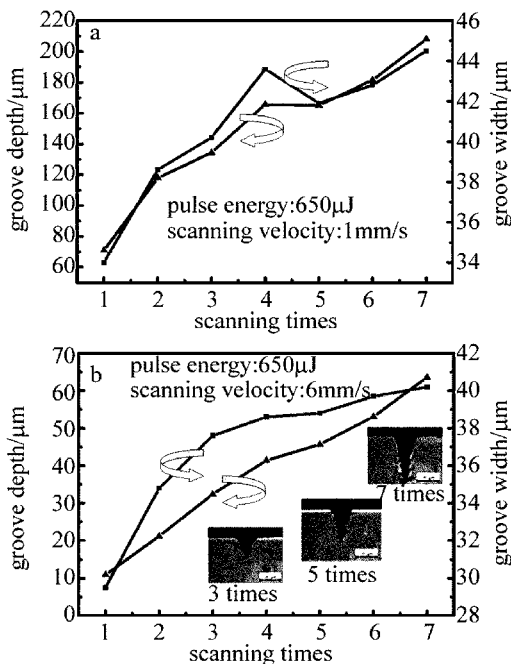 a
220
200
180
160
140
120
100
80
60
groove depth/μm
46
44
42
40
38
36
34
groove width/μm
pulse energy:650μJ
scanning velocity:1mm/s
1 2 3 4 5 6 7
scanning times
b
70
60
50
40
30
20
10
0
groove depth/μm
42
40
38
36
34
32
30
28
groove width/μm
pulse energy:650μJ
scanning velocity:6mm/s
7 times
5 times
3 times
1 2 3 4 5 6 7
scanning times